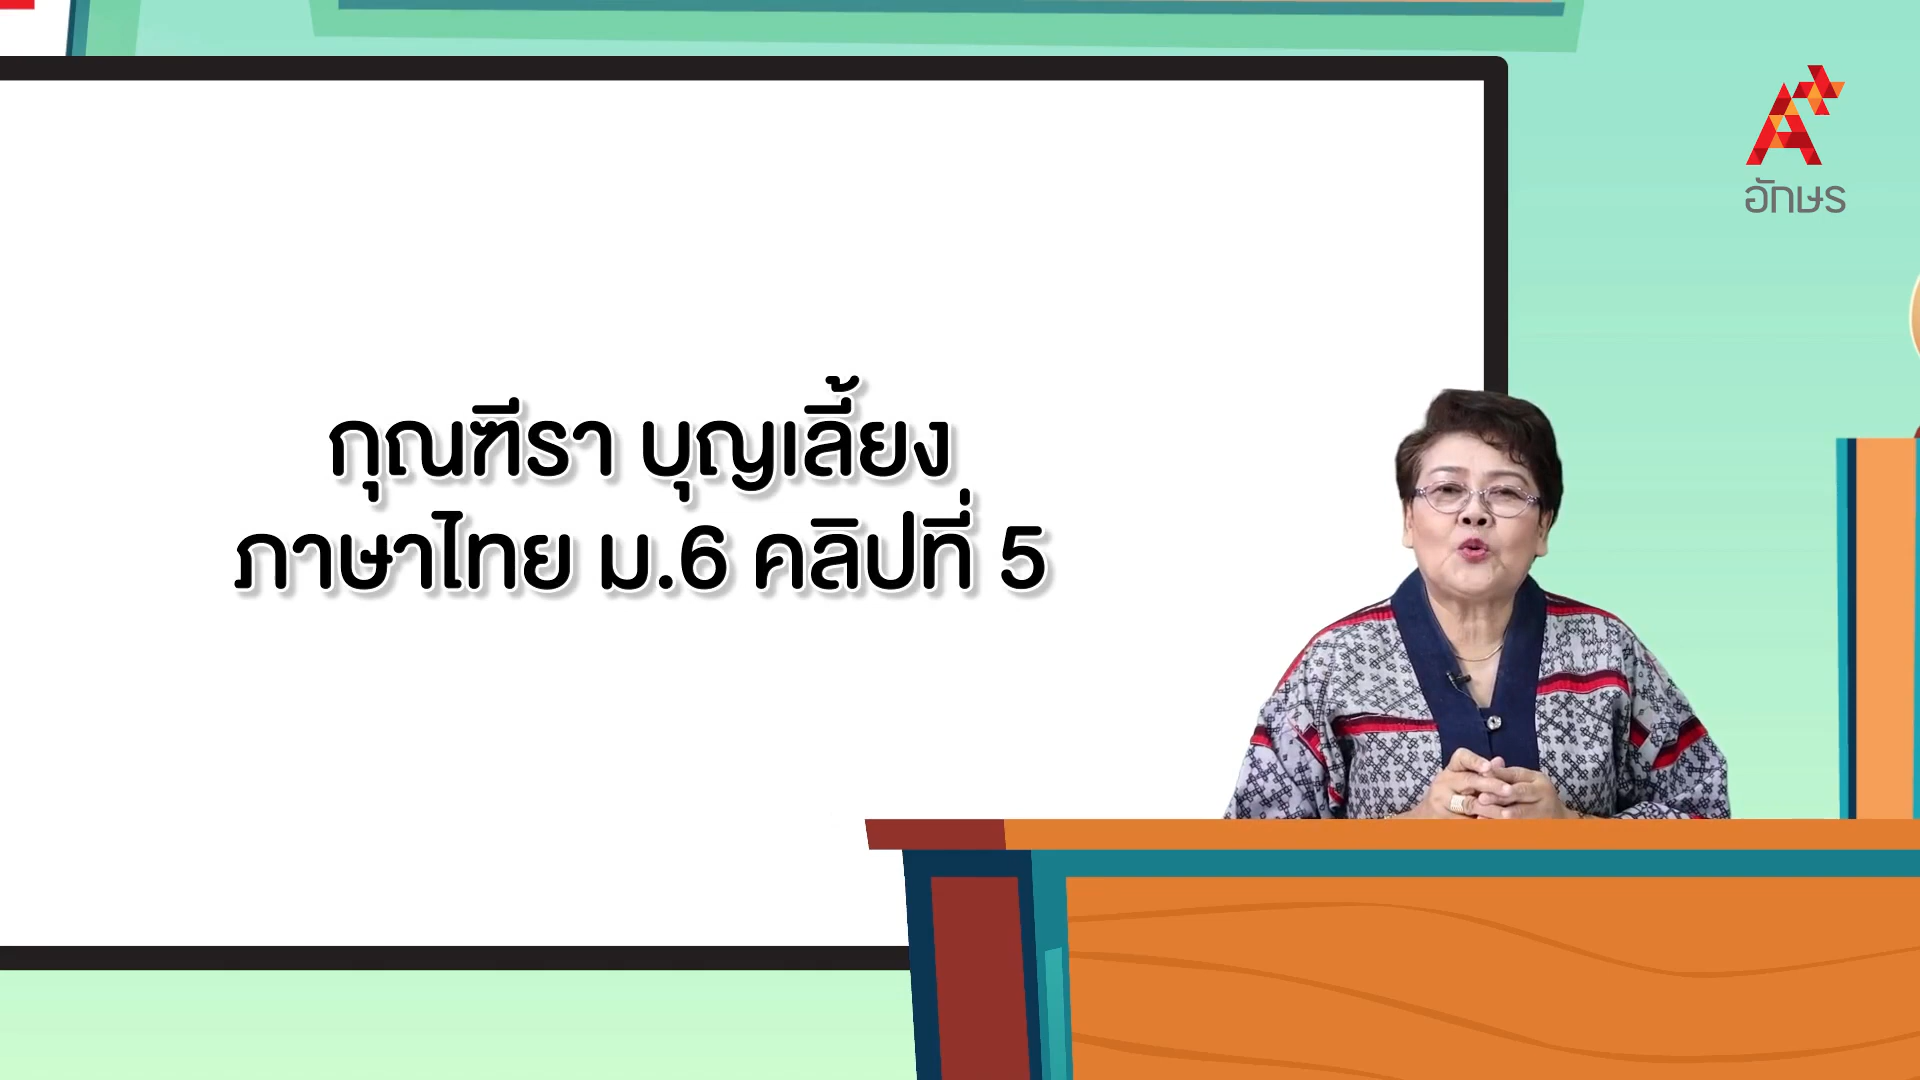 อักษร
กุณฑีรา บุญเลี้ยง
ภาษาไทย ม.6 คลิปที่ 5